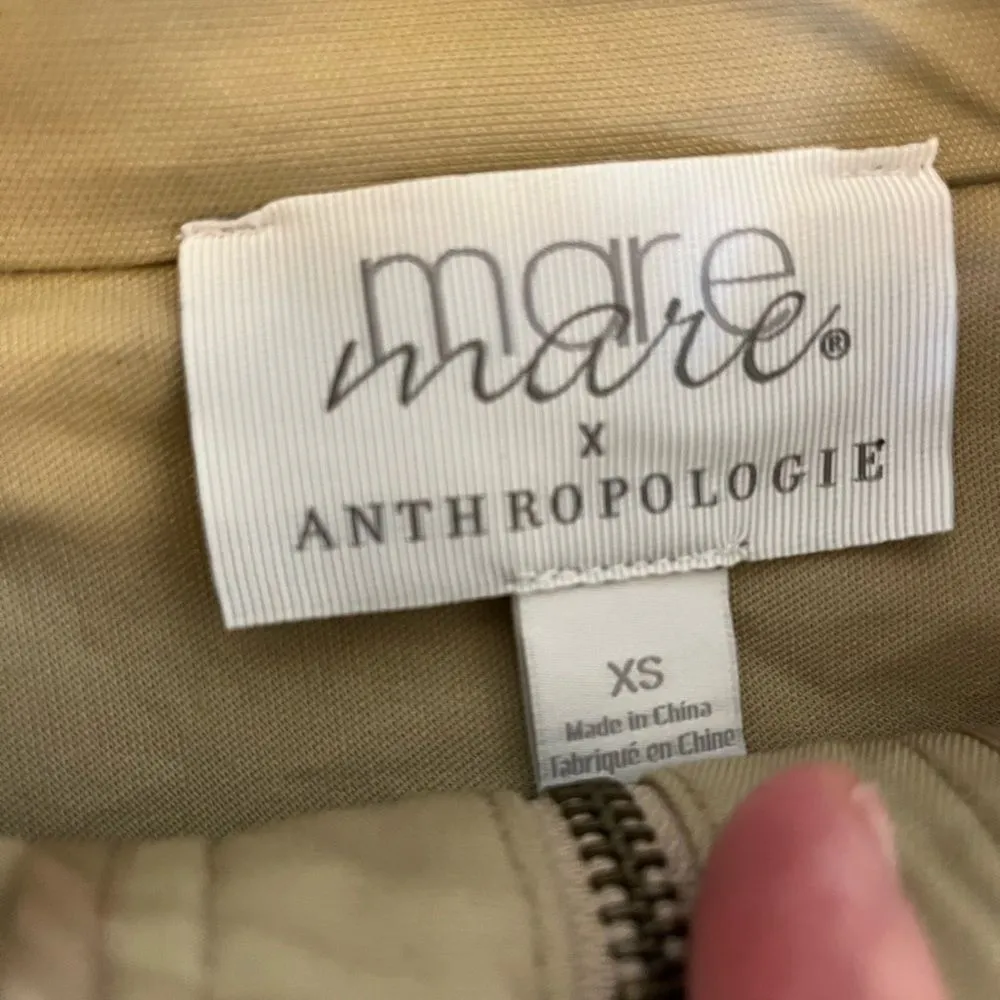 mare
mare®
X
ANTHROPOLOGIE
XS
Made in China
Fabriqué en Chine